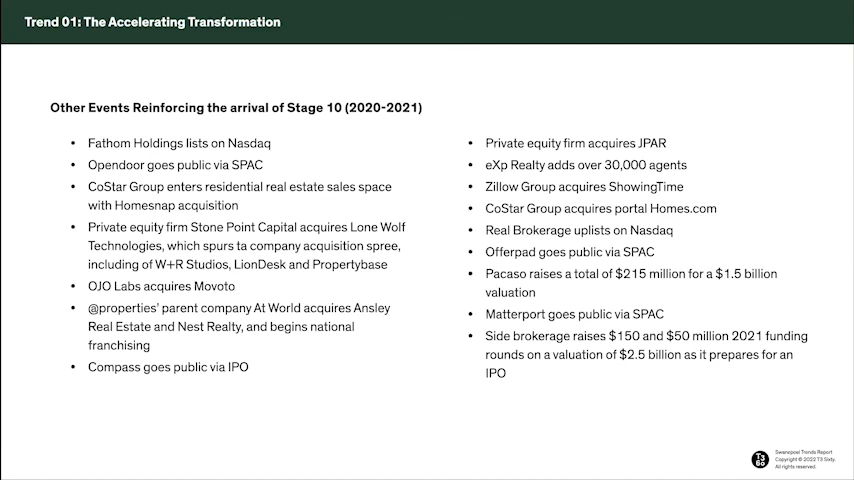 Trend 01: The Accelerating Transformation
Other Events Reinforcing the arrival of Stage 10 (2020-2021)
• Fathom Holdings lists on Nasdaq
• Opendoor goes public via SPAC
• CoStar Group enters residential real estate sales space
with Homesnap acquisition
• Private equity firm Stone Point Capital acquires Lone Wolf
Technologies, which spurs ta company acquisition spree,
including of W+R Studios, LionDesk and Propertybase
• OJO Labs acquires Movoto
• @properties' parent company At World acquires Ansley
Real Estate and Nest Realty, and begins national
franchising
• Compass goes public via IPO
• Private equity firm acquires JPAR
• eXp Realty adds over 30,000 agents
• Zillow Group acquires ShowingTime
• CoStar Group acquires portal Homes.com
• Real Brokerage uplists on Nasdaq
• Offerpad goes public via SPAC
• Pacaso raises a total of $215 million for a $1.5 billion
valuation
• Matterport goes public via SPAC
• Side brokerage raises $150 and $50 million 2021 funding
rounds on a valuation of $2.5 billion as it prepares for an
IPO
T3
60
Swanepoel Trends Report
Copyright © 2022 T3 Sixty.
All rights reserved.